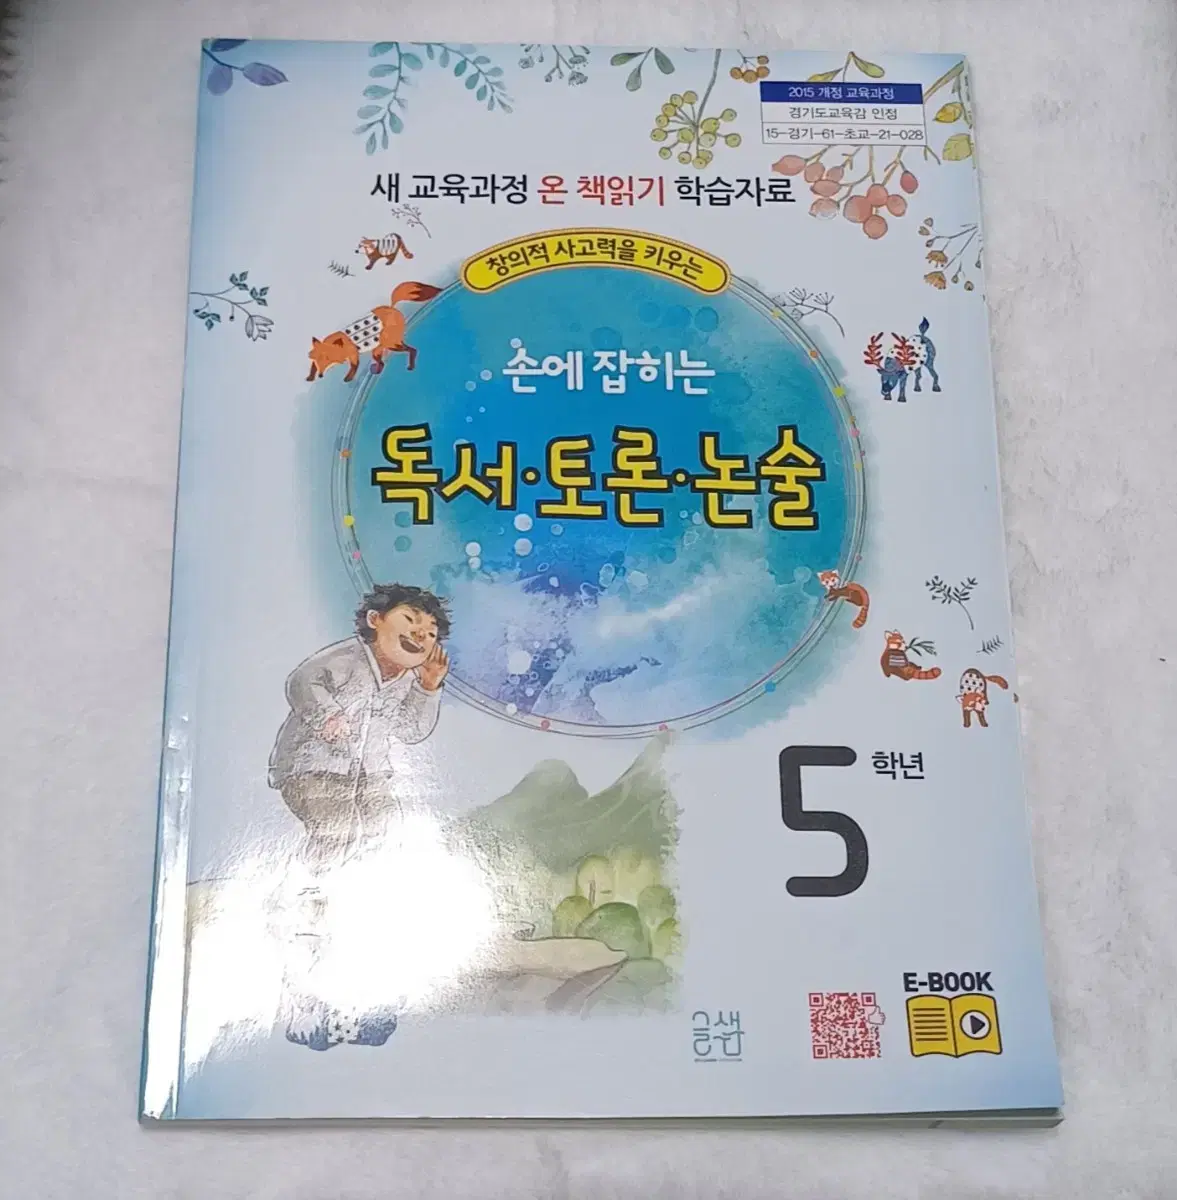 2015 개정 교육과정
경기도교육감 인정
15-경기-61-초교-21-028
새 교육과정 온 책읽기 학습자료
창의적 사고력을 키우는
손에 잡히는
독서·토론·논술
5 학년
E-BOOK
글샘